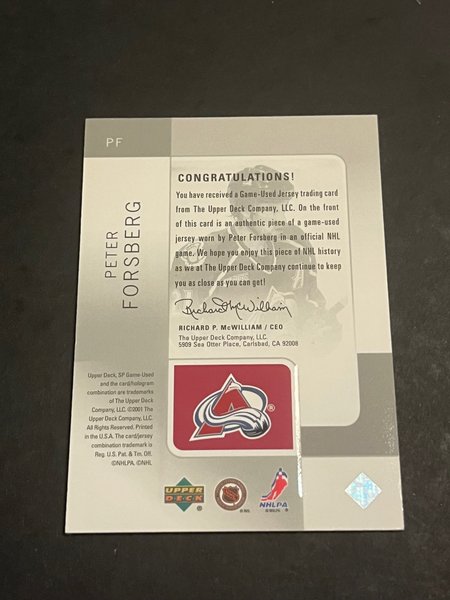 PF
PETER
FORSBERG
CONGRATULATIONS!
You have received a Game-Used Jersey trading card
from The Upper Deck Company, LLC. On the front
of this card is an authentic piece of a game-used
jersey worn by Peter Forsberg in an official NHL
game. We hope you enjoy this piece of NHL history
as we at The Upper Deck Company continue to keep
you as close as you can get!
Richard P. McWilliam
RICHARD P. McWILLIAM / CEO
The Upper Deck Company, LLC.
5909 Sea Otter Place, Carlsbad, CA 92008
Upper Deck, SP Game-Used
and the card/hologram
combination are trademarks
of The Upper Deck
Company, LLC. ©2001 The
Upper Deck Company, LLC.
All Rights Reserved. Printed
in the U.S.A. The card/jersey
combination trademark is
Reg. U.S. Pat. & Tm. Off.
©NHLPA. ©NHL
A ®
UPPER
DECK
®
NHLPA